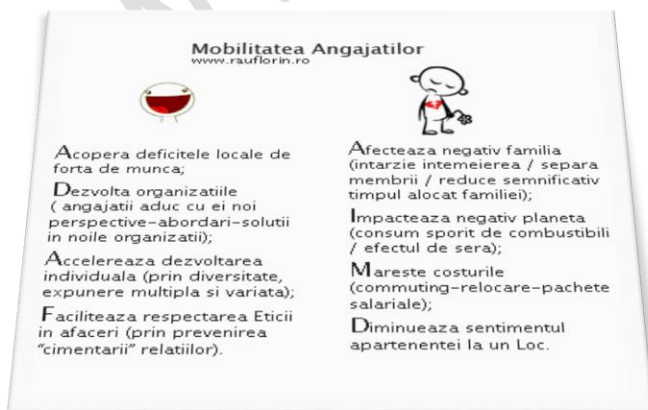 Mobilitatea Angajatilor
www.rauflorin.ro
Acopera deficitele locale de
forta de munca;
Dezvolta organizatiile
( angajatii aduc cu ei noi
perspective-abordari-solutii
in noile organizatii);
Accelereaza dezvoltarea
individuala (prin diversitate,
expunere multipla si variata);
Faciliteaza respectarea Eticii
in afaceri (prin prevenirea
"cimentarii" relatiilor).
Afecteaza negativ familia
(intarzie intemeierea / separa
membrii / reduce semnificativ
timpul alocat familiei);
Impacteaza negativ planeta
(consum sporit de combustibili
/ efectul de sera);
Mareste costurile
(commuting-relocare-pachete
salariale);
Diminueaza sentimentul
apartenentei la un Loc.